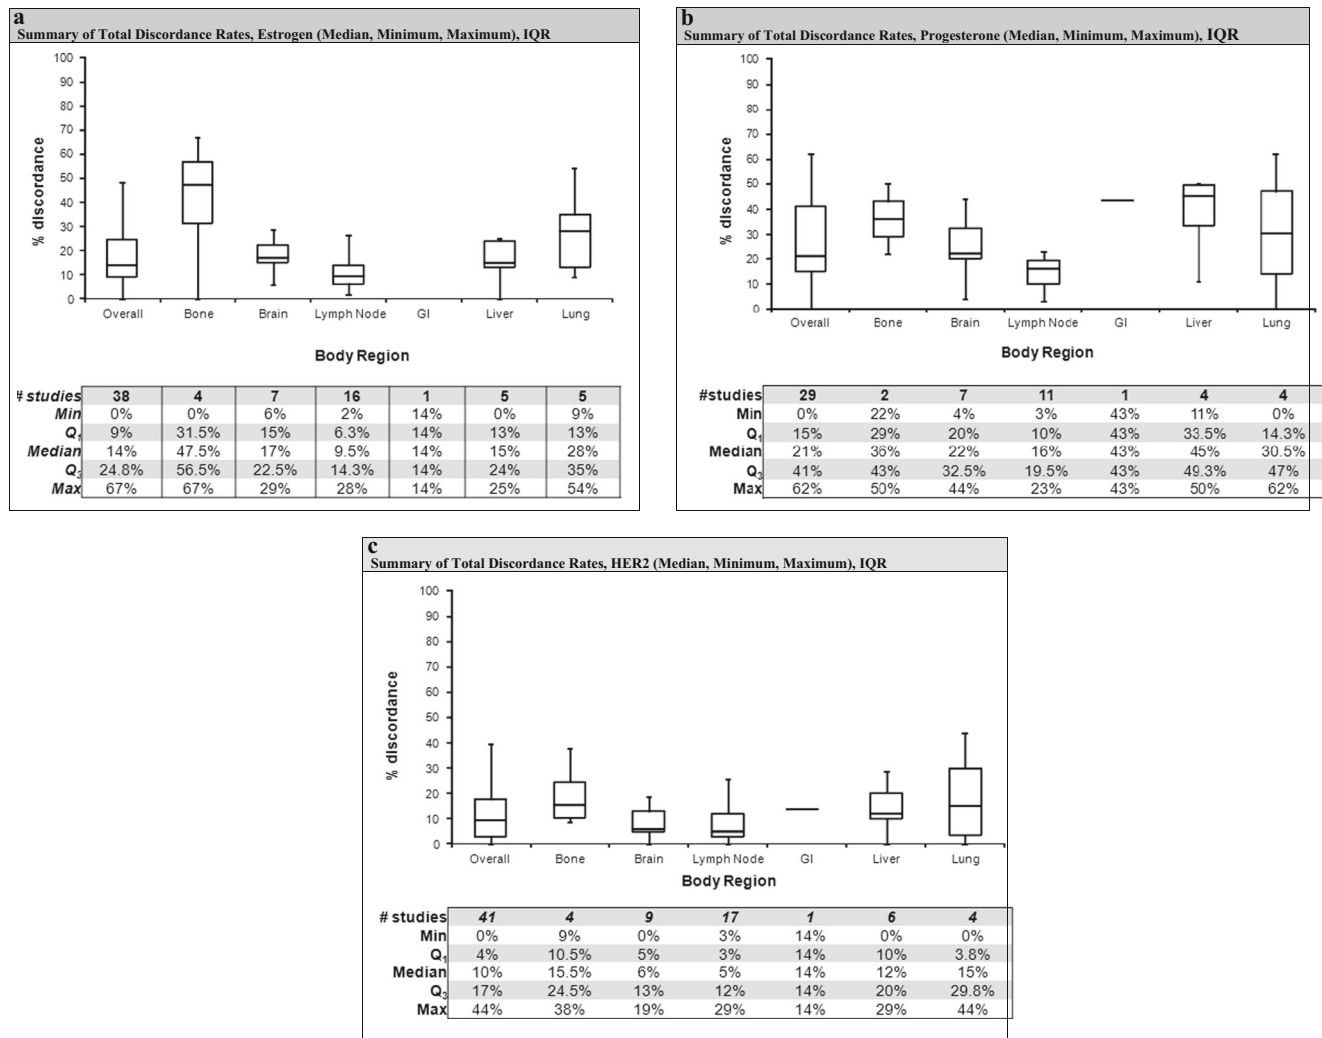 a
Summary of Total Discordance Rates, Estrogen (Median, Minimum, Maximum), IQR
100
90
80
70
60
50
40
30
20
10
0
% discordance
Overall Bone Brain Lymph Node GI Liver Lung
Body Region
# studies 38 4 7 16 1 5 5
Min 0% 0% 6% 2% 14% 0% 9%
Q1 9% 31.5% 15% 6.3% 14% 13% 13%
Median 14% 47.5% 17% 9.5% 14% 15% 28%
Q3 24.8% 56.5% 22.5% 14.3% 14% 24% 35%
Max 67% 67% 29% 28% 14% 25% 54%
b
Summary of Total Discordance Rates, Progesterone (Median, Minimum, Maximum), IQR
100
90
80
70
60
50
40
30
20
10
0
% discordance
Overall Bone Brain Lymph Node GI Liver Lung
Body Region
#studies 29 2 7 11 1 4 4
Min 0% 22% 4% 3% 43% 11% 0%
Q1 15% 29% 20% 10% 43% 33.5% 14.3%
Median 21% 36% 22% 16% 43% 45% 30.5%
Q3 41% 43% 32.5% 19.5% 43% 49.3% 47%
Max 62% 50% 44% 23% 43% 50% 62%
c
Summary of Total Discordance Rates, HER2 (Median, Minimum, Maximum), IQR
100
90
80
70
60
50
40
30
20
10
0
% discordance
Overall Bone Brain Lymph Node GI Liver Lung
Body Region
# studies 41 4 9 17 1 6 4
Min 0% 9% 0% 3% 14% 0% 0%
Q1 4% 10.5% 5% 3% 14% 10% 3.8%
Median 10% 15.5% 6% 5% 14% 12% 15%
Q3 17% 24.5% 13% 12% 14% 20% 29.8%
Max 44% 38% 19% 29% 14% 29% 44%